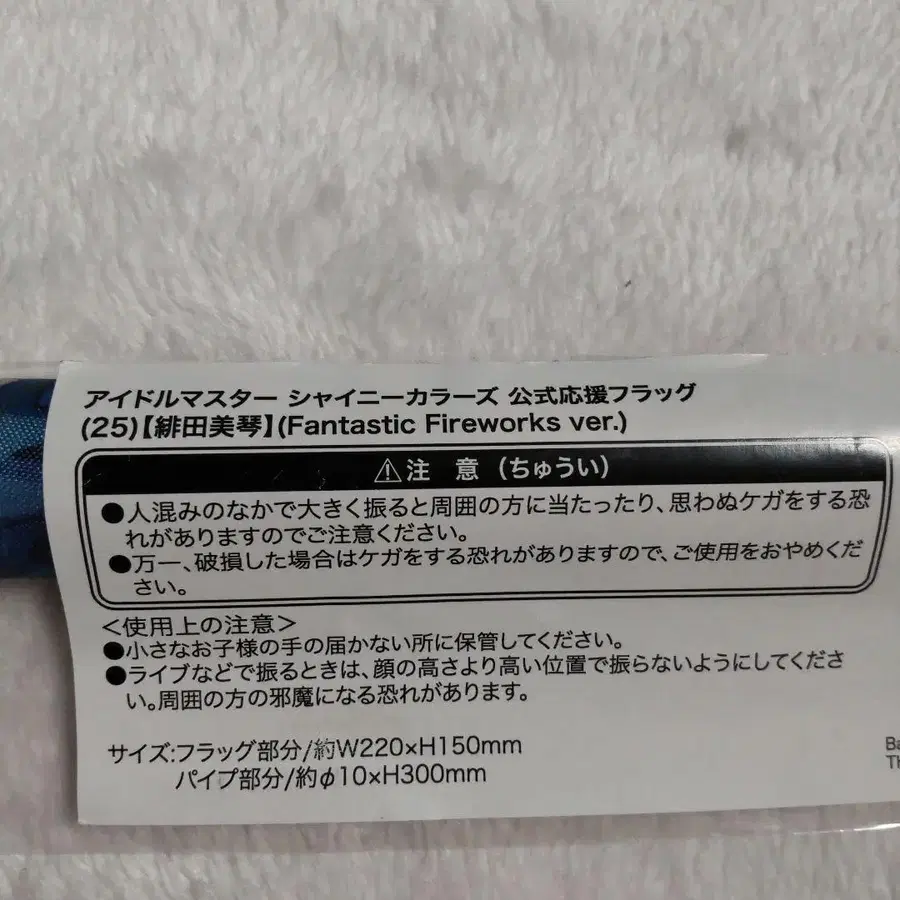 アイドルマスター シャイニーカラーズ 公式応援フラッグ
(25)【緋田美琴】(Fantastic Fireworks ver.)
⚠注 意（ちゅうい）
●人混みのなかで大きく振ると周囲の方に当たったり、思わぬケガをする恐
れがありますのでご注意ください。
●万一、破損した場合はケガをする恐れがありますので、ご使用をおやめくだ
さい。
＜使用上の注意＞
●小さなお子様の手の届かない所に保管してください。
●ライブなどで振るときは、顔の高さより高い位置で振らないようにしてくださ
い。周囲の方の邪魔になる恐れがあります。
サイズ:フラッグ部分/約W220×H150mm
パイプ部分/約φ10×H300mm
Ba
TH